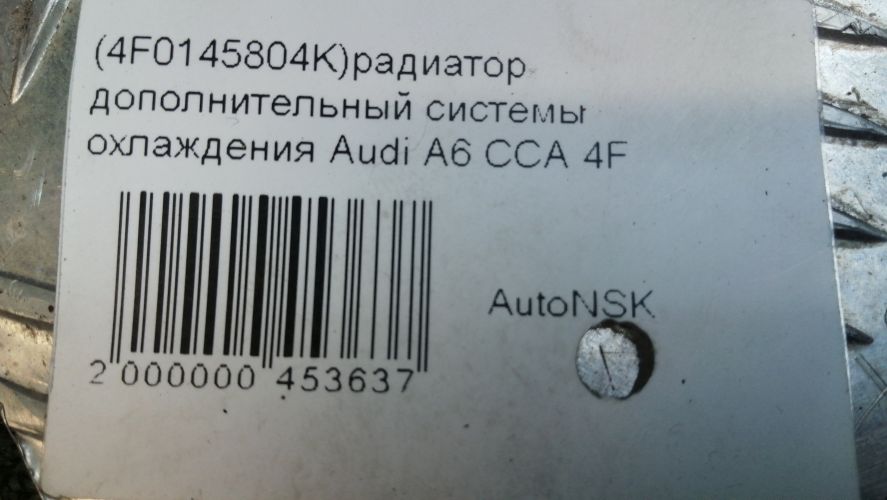 (4F0145804K)радиатор
дополнительный системы
охлаждения Audi A6 CCA 4F
AutoNSK
2 000000 453637